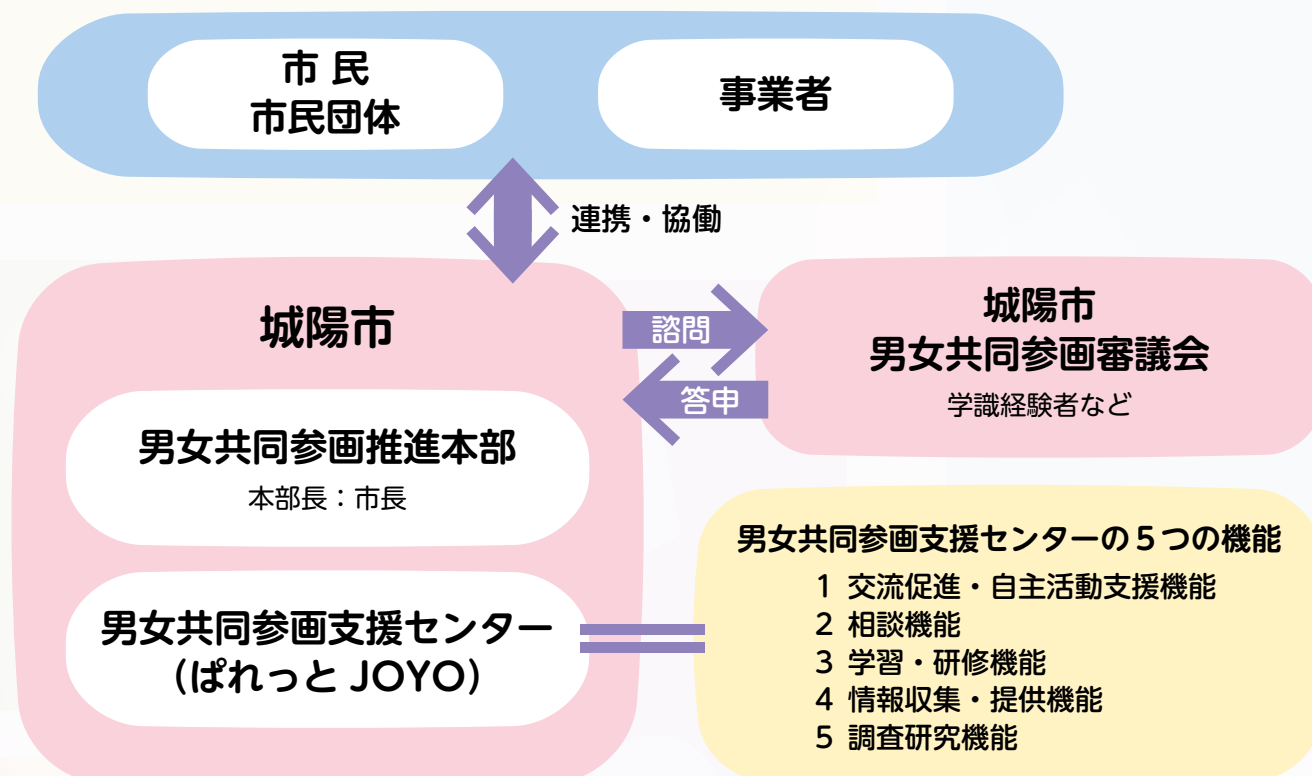 市 民
市民団体
事業者
連携・協働
城陽市
男女共同参画推進本部
本部長：市長
男女共同参画支援センター
（ぱれっと JOYO）
諮問
答申
城陽市
男女共同参画審議会
学識経験者など
男女共同参画支援センターの５つの機能
1 交流促進・自主活動支援機能
2 相談機能
3 学習・研修機能
4 情報収集・提供機能
5 調査研究機能